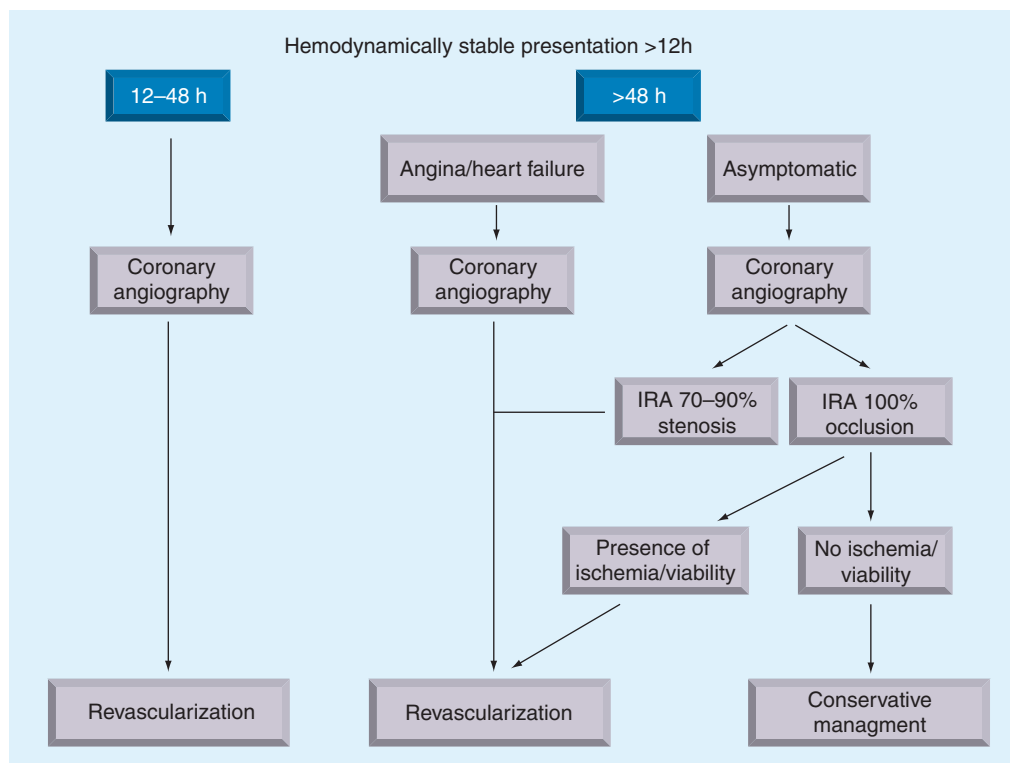 Hemodynamically stable presentation >12h
12–48 h
>48 h
Angina/heart failure
Asymptomatic
Coronary
angiography
Coronary
angiography
Coronary
angiography
IRA 70–90%
stenosis
IRA 100%
occlusion
Presence of
ischemia/viability
No ischemia/
viability
Revascularization
Revascularization
Conservative
managment